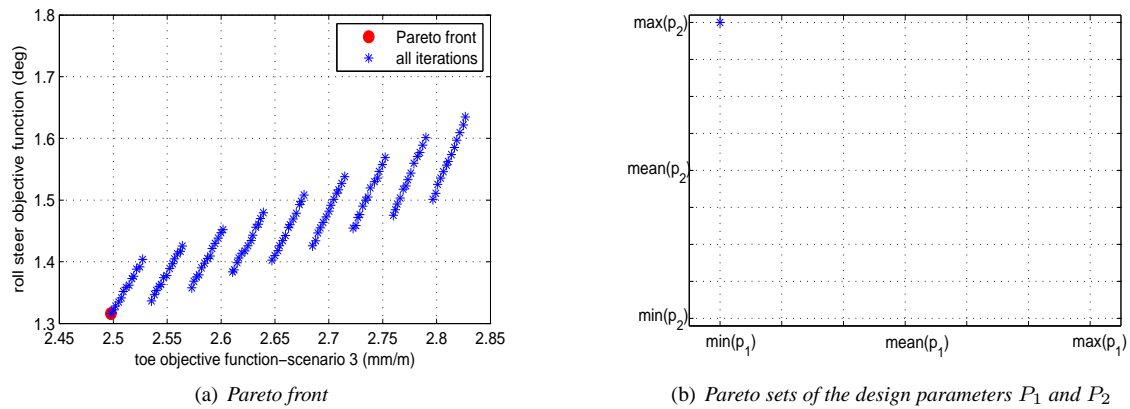 1.8
1.7
1.6
1.5
1.4
1.3
roll steer objective function (deg)
Pareto front
all iterations
2.45 2.5 2.55 2.6 2.65 2.7 2.75 2.8 2.85
toe objective function−scenario 3 (mm/m)
(a) Pareto front
max(p2)
mean(p2)
min(p2)
min(p1) mean(p1) max(p1)
(b) Pareto sets of the design parameters P1 and P2